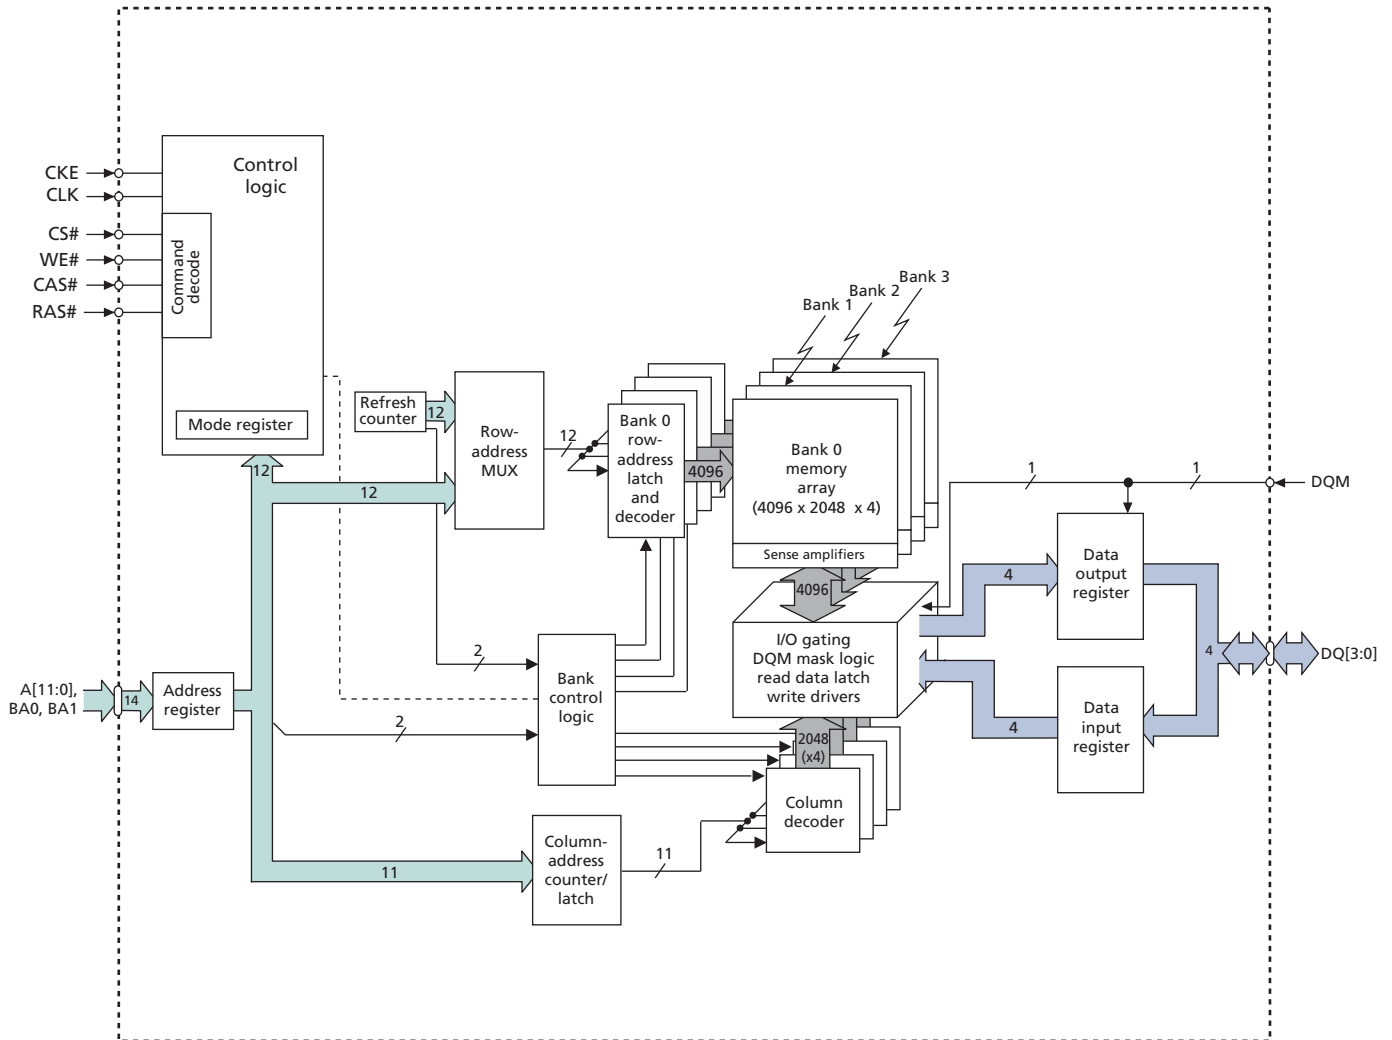 CKE
CLK
CS#
WE#
CAS#
RAS#
Control
logic
Command
decode
Mode register
12
Refresh
counter
12
12
Row-
address
MUX
12
Bank 0
row-
address
latch
and
decoder
4096
Bank 1
Bank 2
Bank 3
Bank 0
memory
array
(4096 x 2048 x 4)
Sense amplifiers
4096
I/O gating
DQM mask logic
read data latch
write drivers
2048
(x4)
Column
decoder
1
1
DQM
Data
output
register
4
4
DQ[3:0]
Data
input
register
4
A[11:0],
BA0, BA1
14
Address
register
2
2
Bank
control
logic
11
Column-
address
counter/
latch
11